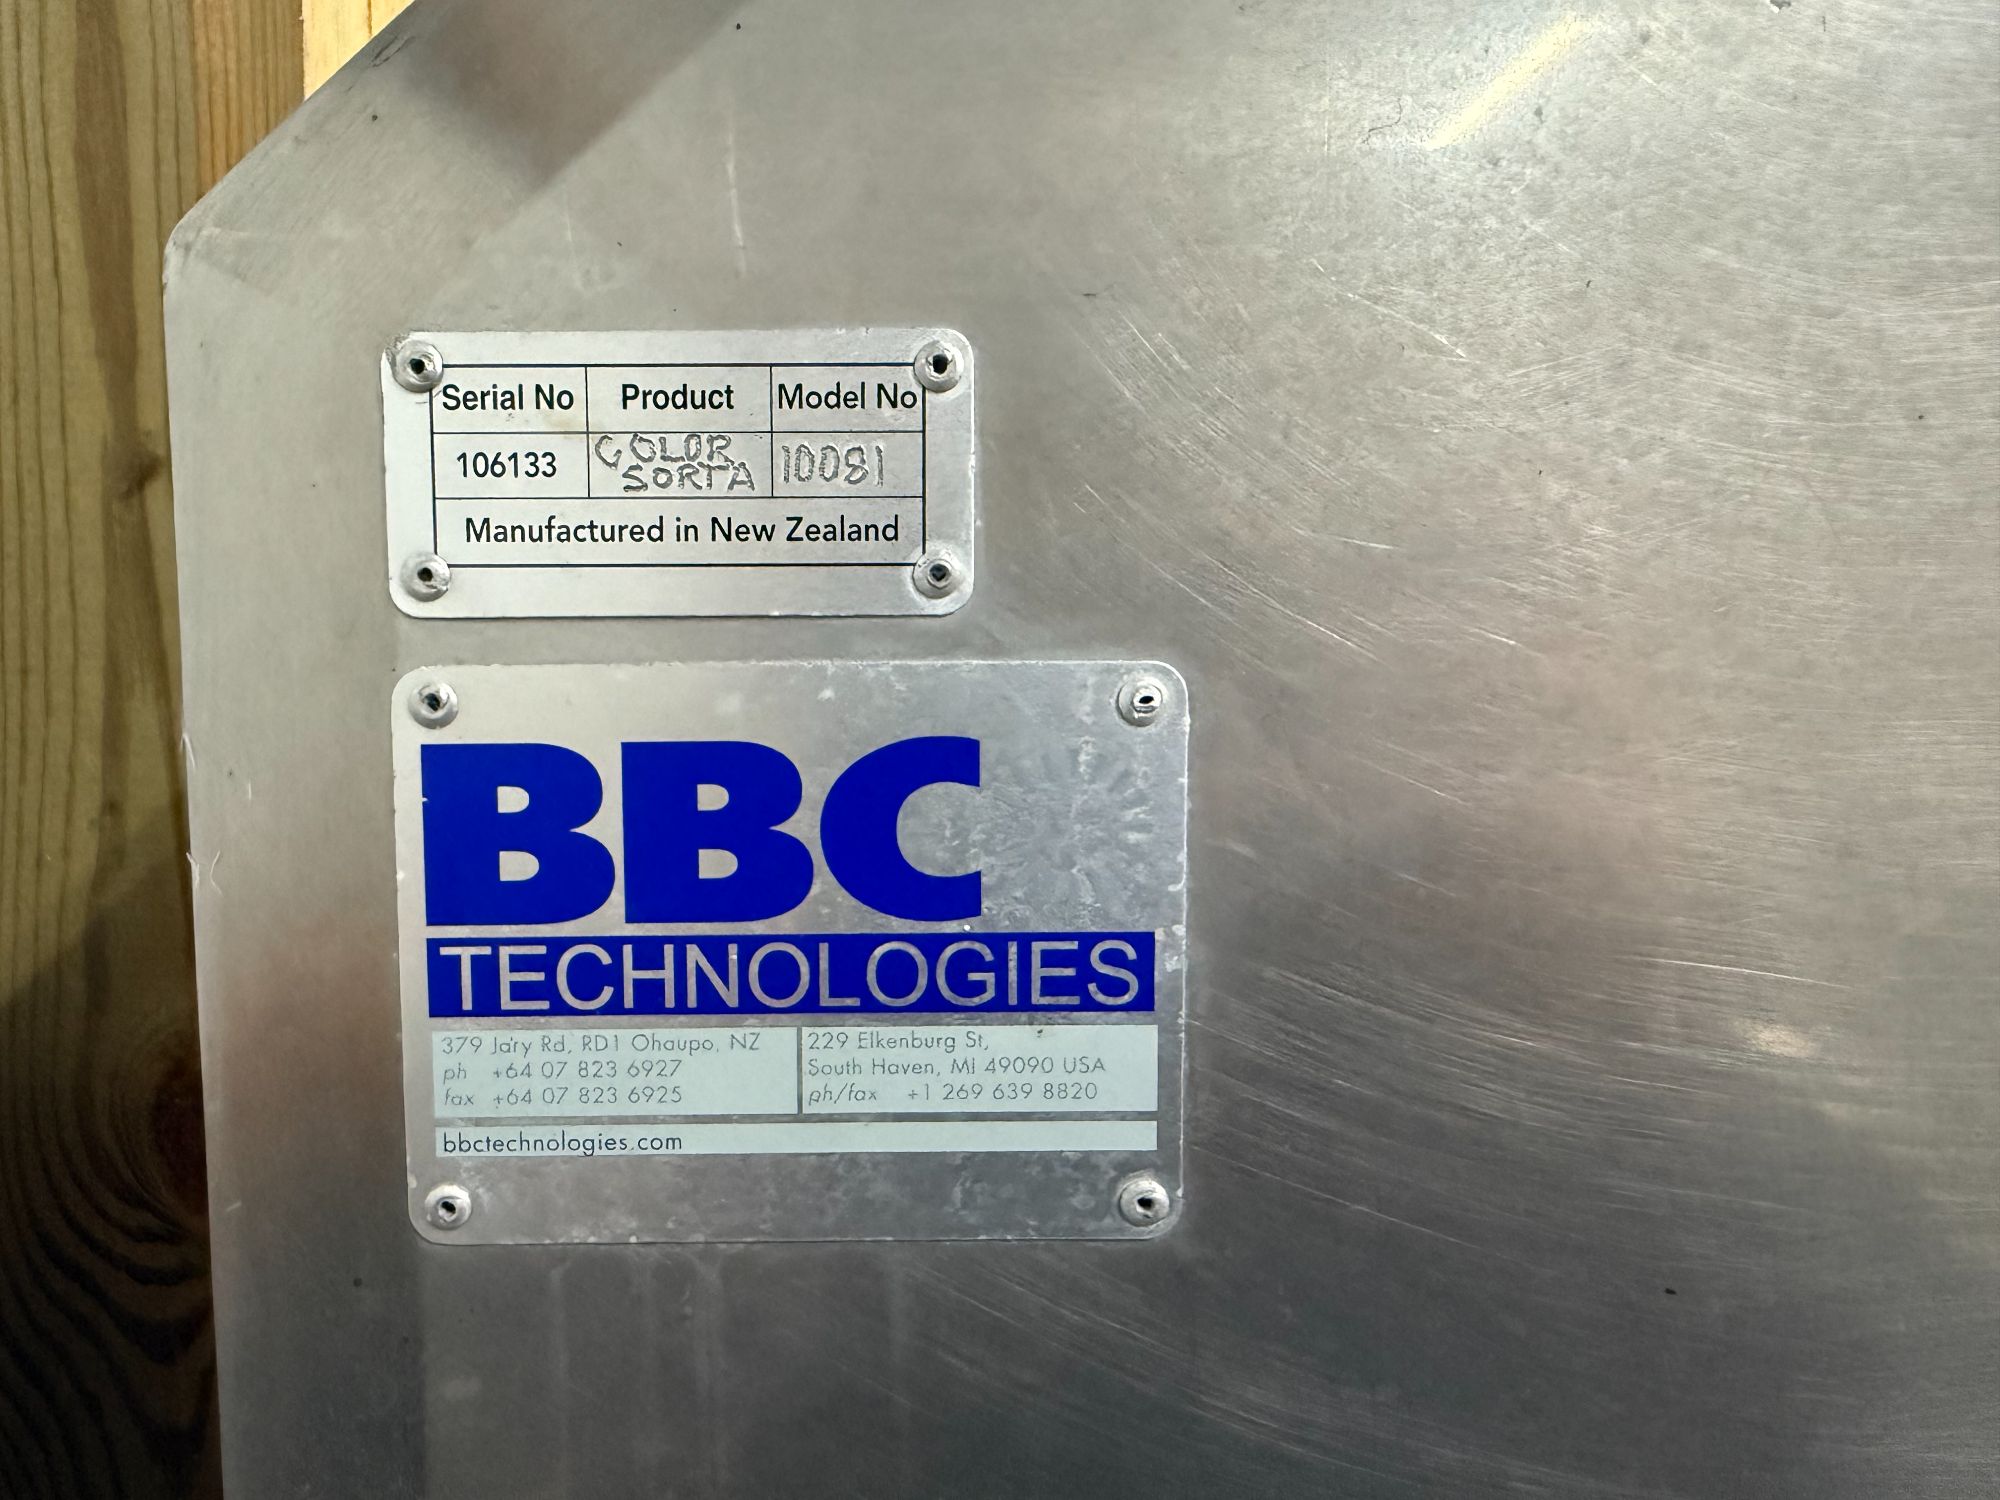 Serial No Product Model No
106133 COLOR SORTA 10081
Manufactured in New Zealand
BBC
TECHNOLOGIES
379 Jary Rd, RD1 Ohaupo, NZ
ph +64 07 823 6927
fax +64 07 823 6925
229 Elkenburg St,
South Haven, MI 49090 USA
ph/fax +1 269 639 8820
bbctechnologies.com